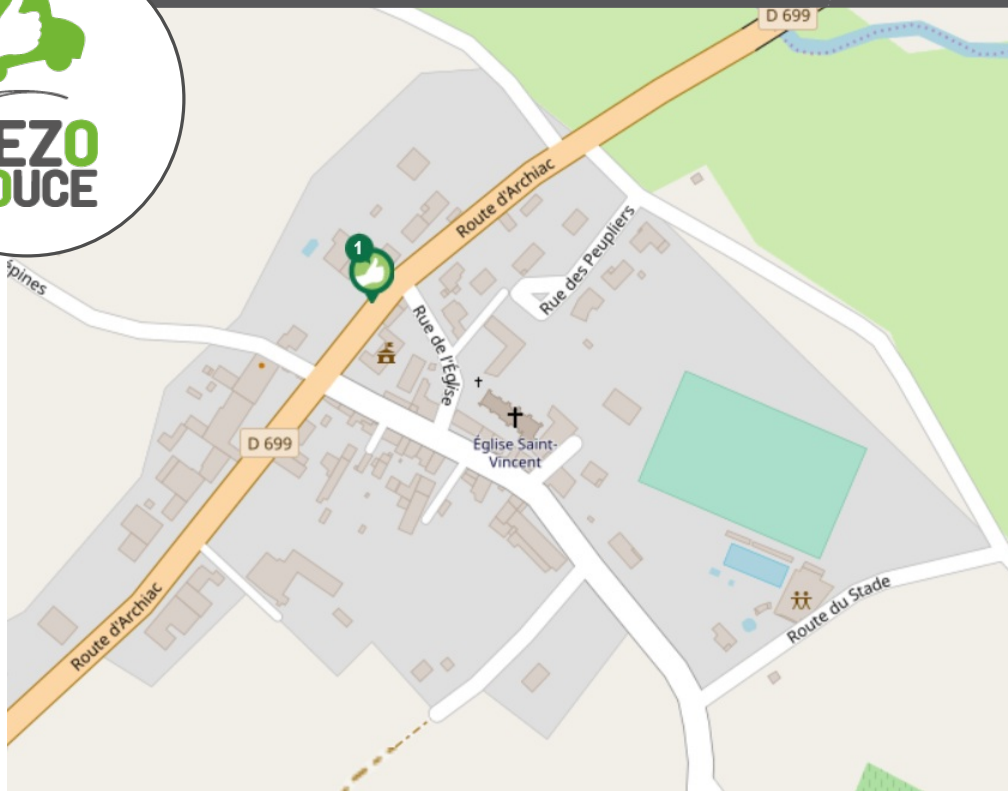 EZO
OUCE
D 699
Route d'Archiac
épines
Rue des Peupliers
1
Rue de l'Église
D 699
Église Saint-
Vincent
Route d'Archiac
Route du Stade